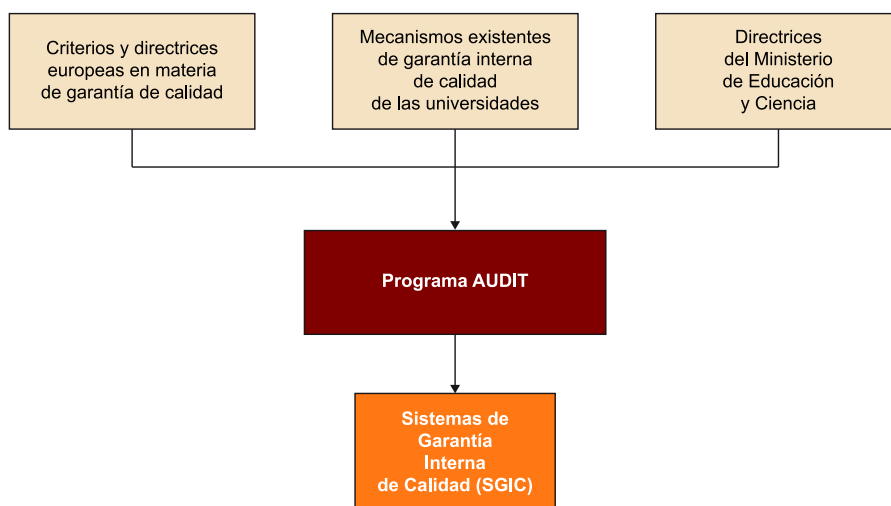 Criterios y directrices
europeas en materia
de garantía de calidad
Mecanismos existentes
de garantía interna
de calidad
de las universidades
Directrices
del Ministerio
de Educación
y Ciencia
Programa AUDIT
Sistemas de
Garantía
Interna
de Calidad (SGIC)